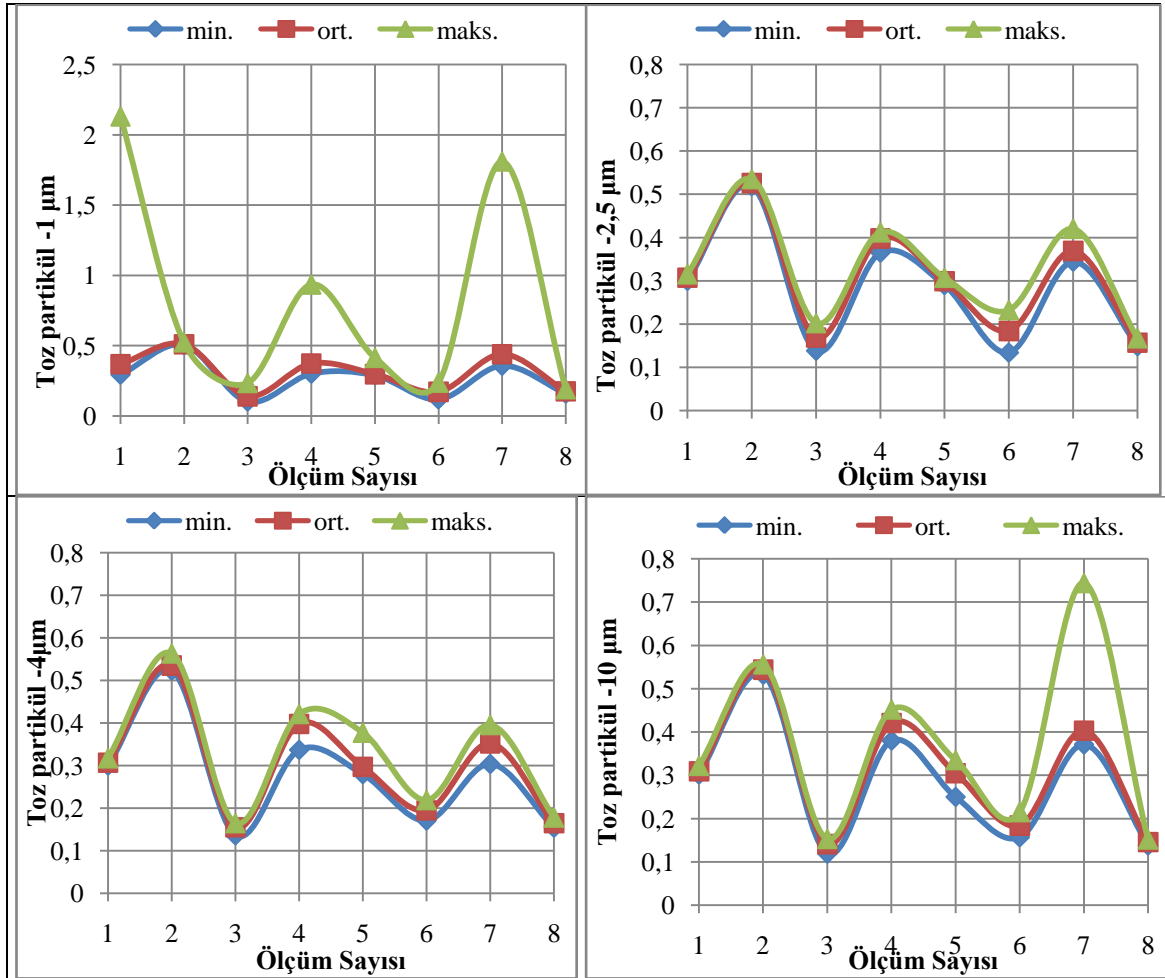 min. ort. maks.
2,5
2
1,5
1
0,5
0
Toz partikül -1 µm
1 2 3 4 5 6 7 8
Ölçüm Sayısı
min. ort. maks.
0,8
0,7
0,6
0,5
0,4
0,3
0,2
0,1
0
Toz partikül -2,5 µm
1 2 3 4 5 6 7 8
Ölçüm Sayısı
min. ort. maks.
0,8
0,7
0,6
0,5
0,4
0,3
0,2
0,1
0
Toz partikül -4µm
1 2 3 4 5 6 7 8
Ölçüm Sayısı
min. ort. maks.
0,8
0,7
0,6
0,5
0,4
0,3
0,2
0,1
0
Toz partikül -10 µm
1 2 3 4 5 6 7 8
Ölçüm Sayısı